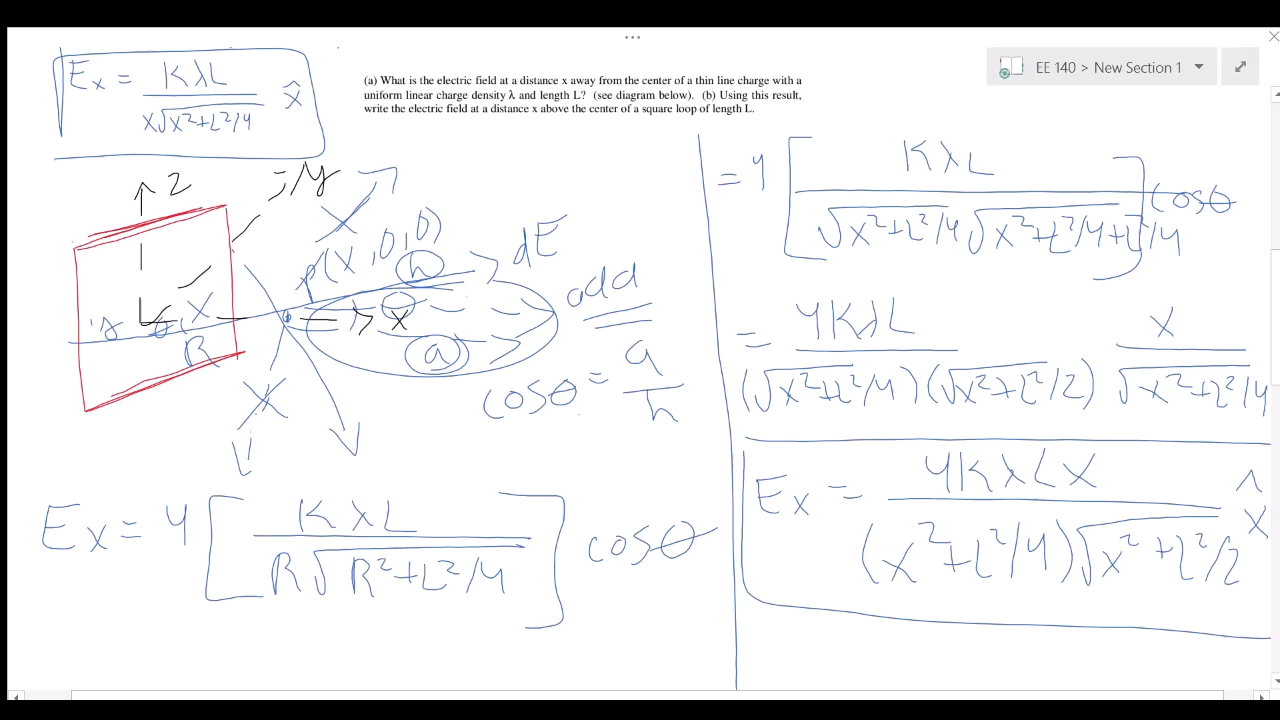 EE 140 > New Section 1
(a) What is the electric field at a distance x away from the center of a thin line charge with a
uniform linear charge density λ and length L? (see diagram below). (b) Using this result,
write the electric field at a distance x above the center of a square loop of length L.
Ex = KλL / x√x²+L²/4 x̂
z
y
p(x,0,0)
dE
h
θ
x
a
add
x
R
cosθ = a/h
Ex = 4 [ KλL / R√R²+L²/4 ] cosθ
= 4 [ KλL / √x²+L²/4 √x²+L²/4+L²/4 ] cosθ
= 4KλL / (√x²+L²/4)(√x²+L²/2) x / √x²+L²/4
Ex = 4KλLx / (x²+L²/4)√x²+L²/2 x̂